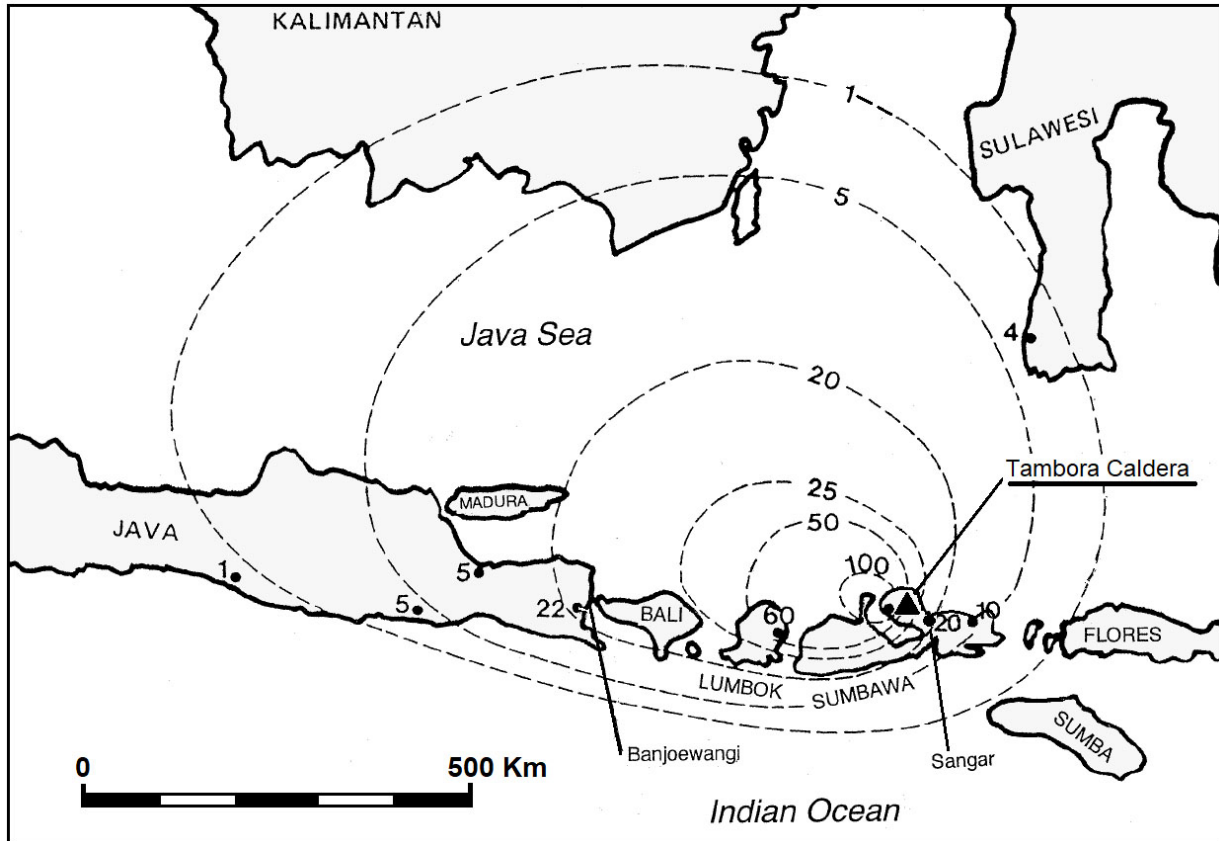 KALIMANTAN
1
SULAWESI
5
Java Sea
4
20
Tambora Caldera
25
MADURA
50
JAVA
100
1
5
5
22
BALI
60
20
10
FLORES
LUMBOK
SUMBAWA
SUMBA
Banjoewangi
Sangar
0
500 Km
Indian Ocean